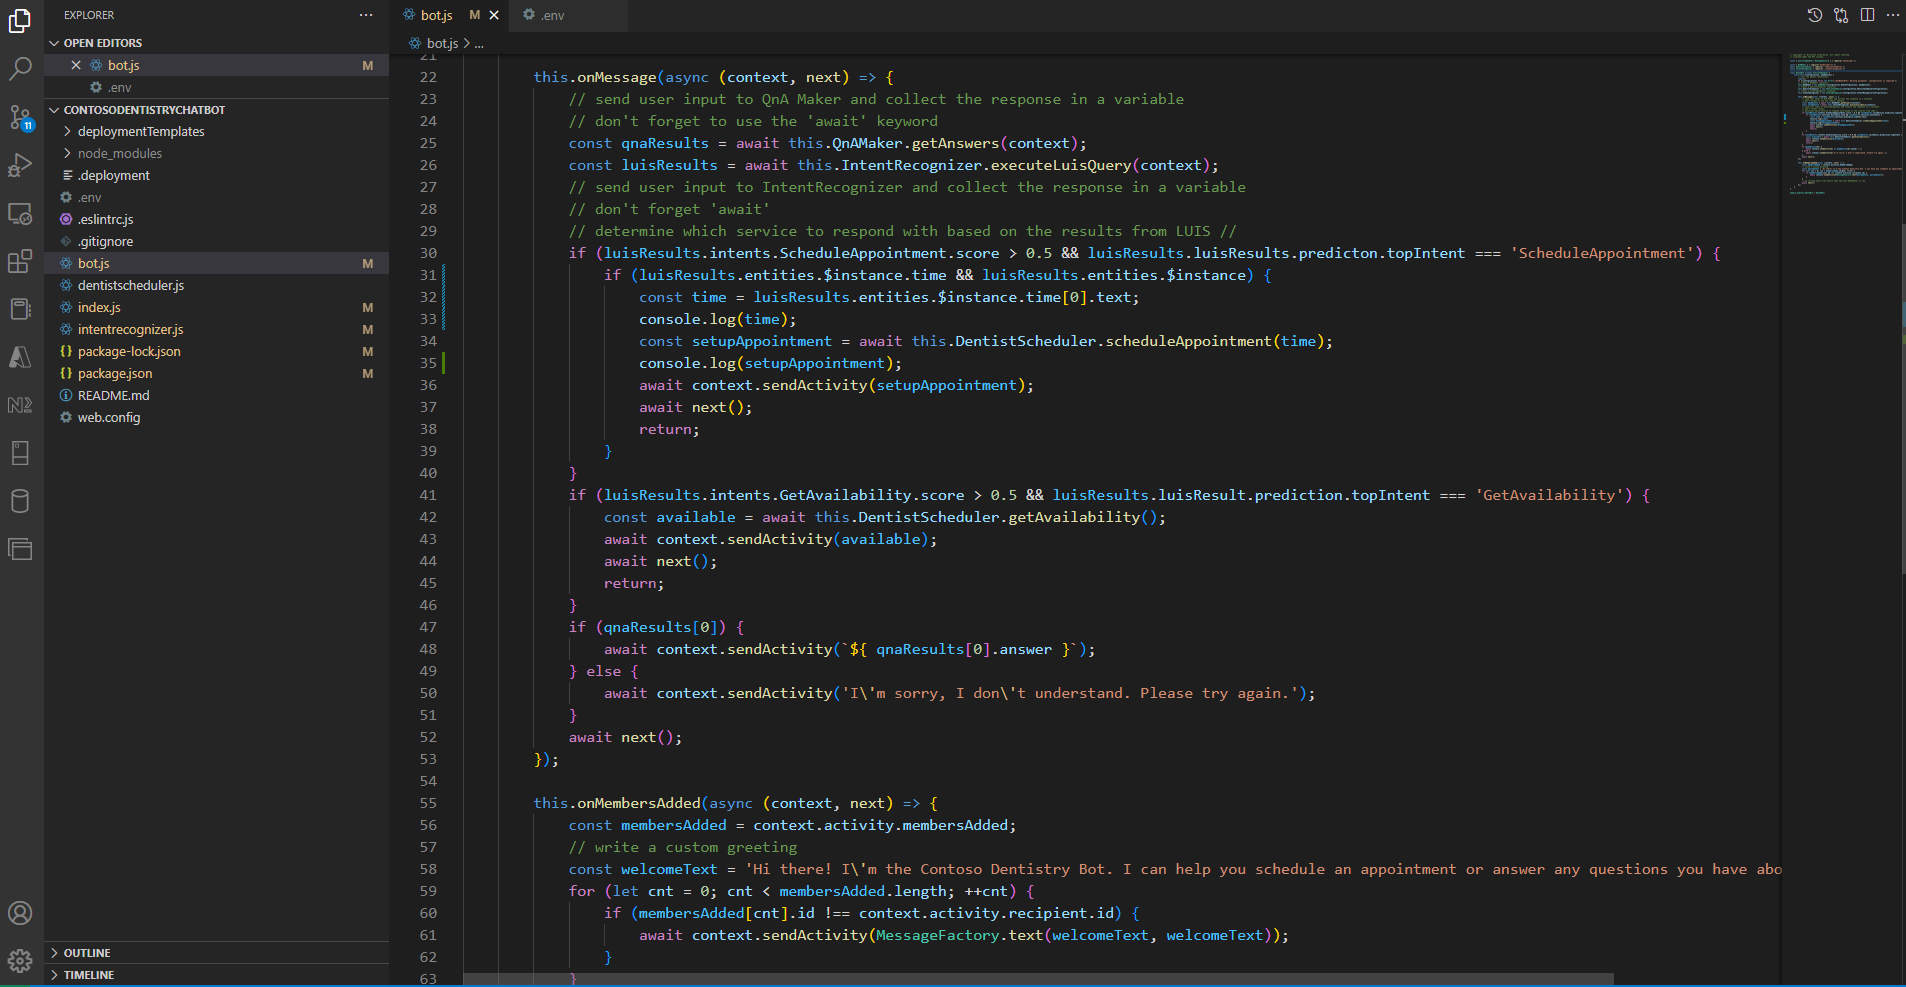 EXPLORER
OPEN EDITORS
bot.js M
.env
CONTOSODENTISTRYCHATBOT
deploymentTemplates
node_modules
.deployment
.env
.eslintrc.js
.gitignore
bot.js M
dentistscheduler.js
index.js M
intentrecognizer.js M
package-lock.json M
package.json M
README.md
web.config
OUTLINE
TIMELINE
11
bot.js M
.env
bot.js > ...
21
22 this.onMessage(async (context, next) => {
23 // send user input to QnA Maker and collect the response in a variable
24 // don't forget to use the 'await' keyword
25 const qnaResults = await this.QnAMaker.getAnswers(context);
26 const luisResults = await this.IntentRecognizer.executeLuisQuery(context);
27 // send user input to IntentRecognizer and collect the response in a variable
28 // don't forget 'await'
29 // determine which service to respond with based on the results from LUIS //
30 if (luisResults.intents.ScheduleAppointment.score > 0.5 && luisResults.luisResults.predicton.topIntent === 'ScheduleAppointment') {
31 if (luisResults.entities.$instance.time && luisResults.entities.$instance) {
32 const time = luisResults.entities.$instance.time[0].text;
33 console.log(time);
34 const setupAppointment = await this.DentistScheduler.scheduleAppointment(time);
35 console.log(setupAppointment);
36 await context.sendActivity(setupAppointment);
37 await next();
38 return;
39 }
40 }
41 if (luisResults.intents.GetAvailability.score > 0.5 && luisResults.luisResult.prediction.topIntent === 'GetAvailability') {
42 const available = await this.DentistScheduler.getAvailability();
43 await context.sendActivity(available);
44 await next();
45 return;
46 }
47 if (qnaResults[0]) {
48 await context.sendActivity(`${ qnaResults[0].answer }`);
49 } else {
50 await context.sendActivity('I\'m sorry, I don\'t understand. Please try again.');
51 }
52 await next();
53 });
54
55 this.onMembersAdded(async (context, next) => {
56 const membersAdded = context.activity.membersAdded;
57 // write a custom greeting
58 const welcomeText = 'Hi there! I\'m the Contoso Dentistry Bot. I can help you schedule an appointment or answer any questions you have abo
59 for (let cnt = 0; cnt < membersAdded.length; ++cnt) {
60 if (membersAdded[cnt].id !== context.activity.recipient.id) {
61 await context.sendActivity(MessageFactory.text(welcomeText, welcomeText));
62 }
63 }